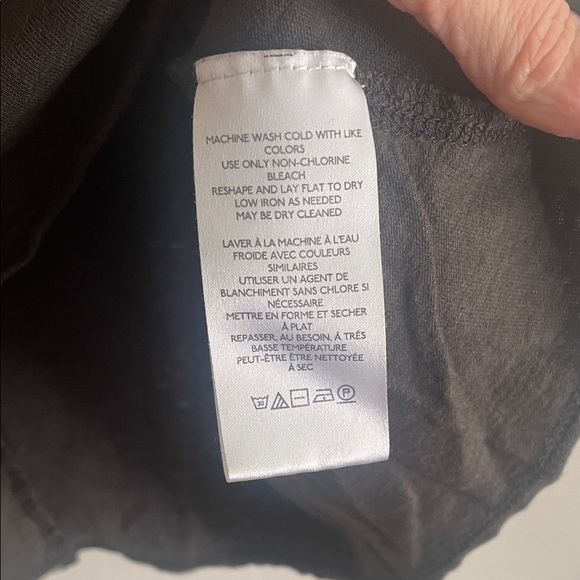 MACHINE WASH COLD WITH LIKE
COLORS
USE ONLY NON-CHLORINE
BLEACH
RESHAPE AND LAY FLAT TO DRY
LOW IRON AS NEEDED
MAY BE DRY CLEANED
LAVER À LA MACHINE À L'EAU
FROIDE AVEC COULEURS
SIMILAIRES
UTILISER UN AGENT DE
BLANCHIMENT SANS CHLORE SI
NÉCESSAIRE
METTRE EN FORME ET SECHER
À PLAT
REPASSER, AU BESOIN, À TRÉS
BASSE TEMPÉRATURE
PEUT-ÊTRE ÊTRE NETTOYÉE
À SEC
30 P